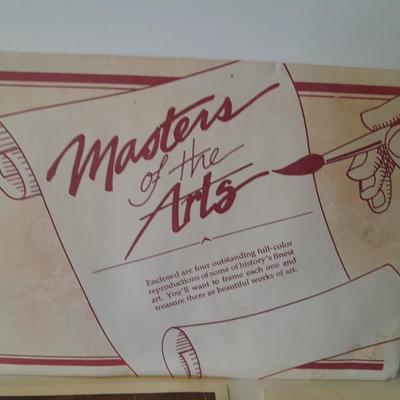 Masters
of the
Arts
Enclosed are four outstanding full-color
reproductions of some of history's finest
art. You'll want to frame each one and
treasure them as beautiful works of art.